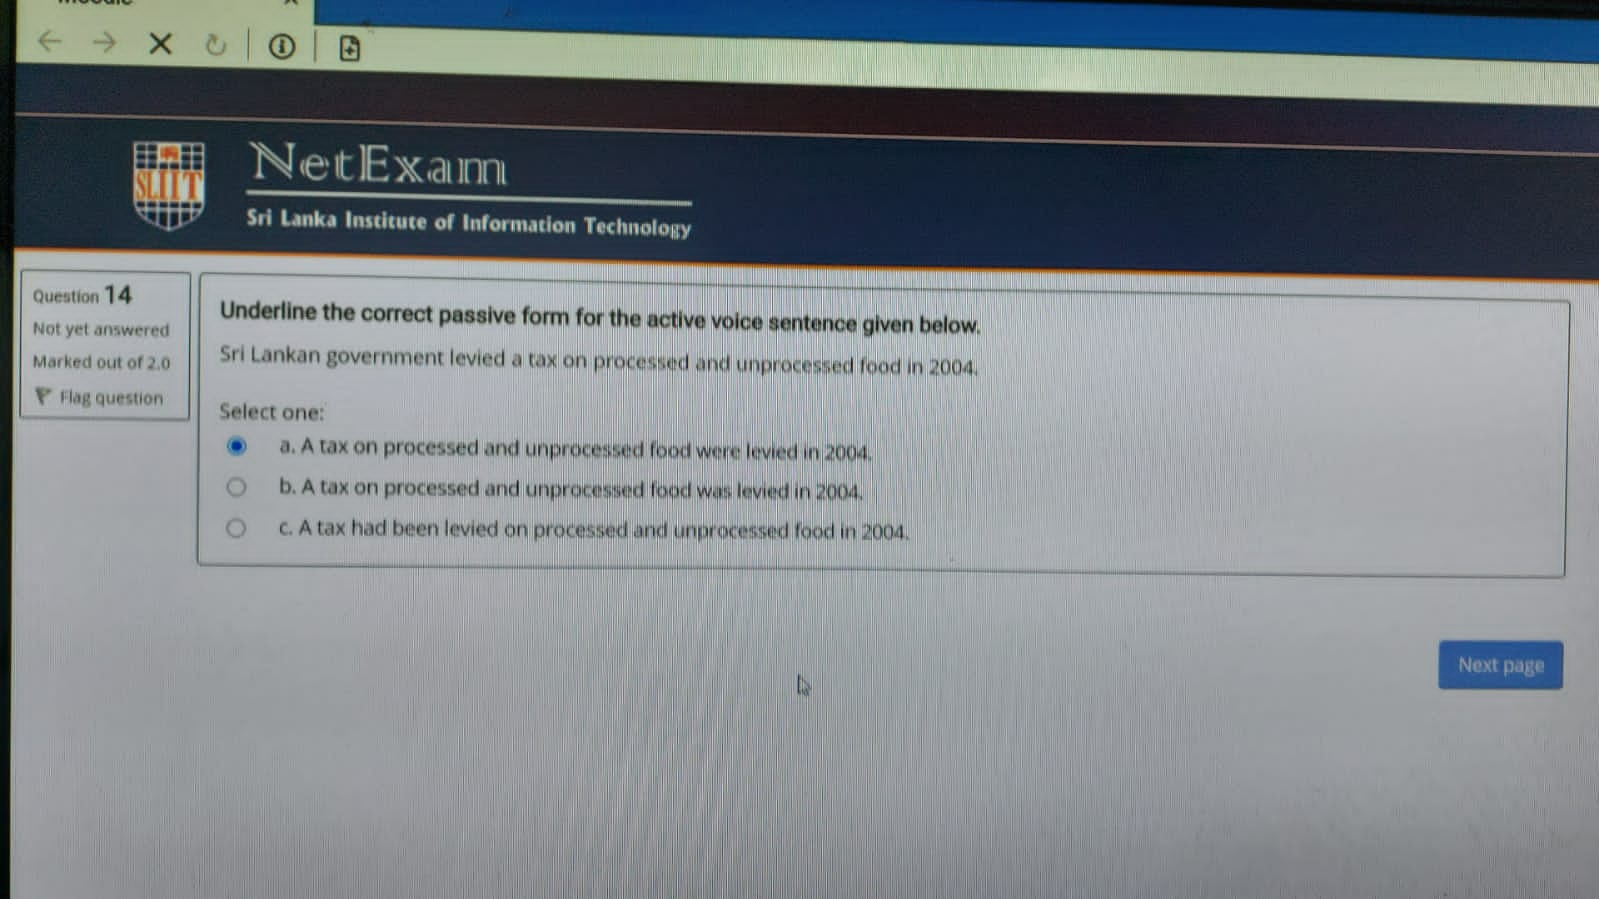 NetExam
SLIIT
Sri Lanka Institute of Information Technology
Question 14
Not yet answered
Marked out of 2.0
Flag question
Underline the correct passive form for the active voice sentence given below.
Sri Lankan government levied a tax on processed and unprocessed food in 2004.
Select one:
a. A tax on processed and unprocessed food were levied in 2004.
b. A tax on processed and unprocessed food was levied in 2004.
c. A tax had been levied on processed and unprocessed food in 2004.
Next page